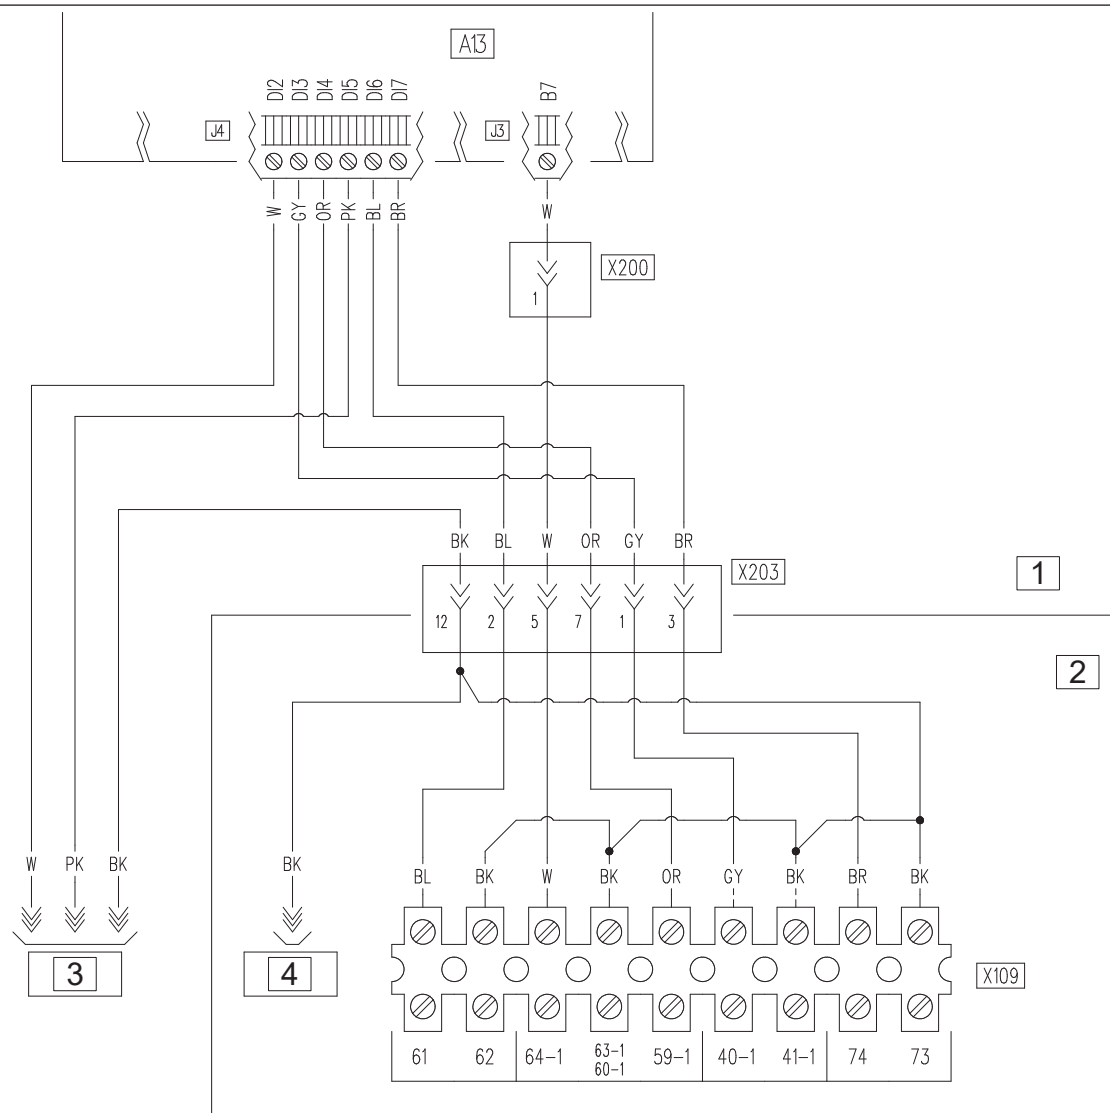 A13
DI2 DI3 DI4 DI5 DI6 DI7 B7
J4 J3
W GY OR PK BL BR W
X200
1
BK BL W OR GY BR
X203
1
12 2 5 7 1 3
2
W PK BK BK BL BK W BK OR GY BK BR BK
3 4
X109
61 62 64-1 63-1 59-1 40-1 41-1 74 73
60-1